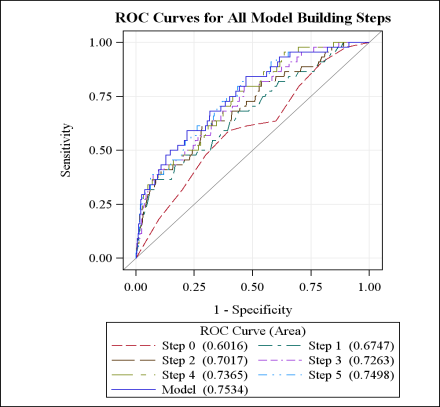 ROC Curves for All Model Building Steps
1.00
0.75
0.50
0.25
0.00
Sensitivity
0.00 0.25 0.50 0.75 1.00
1 - Specificity
ROC Curve (Area)
Step 0 (0.6016) Step 1 (0.6747)
Step 2 (0.7017) Step 3 (0.7263)
Step 4 (0.7365) Step 5 (0.7498)
Model (0.7534)